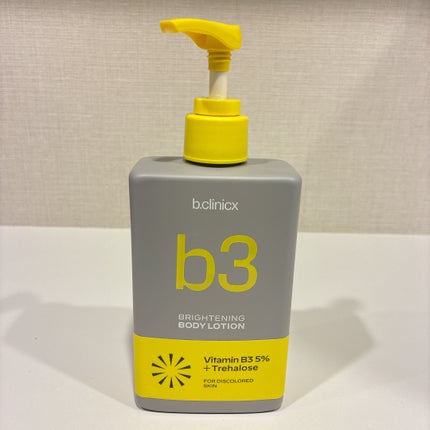 b.clinicx
b3
BRIGHTENING
BODY LOTION
Vitamin B3 5%
+Trehalose
FOR DISCOLORED
SKIN